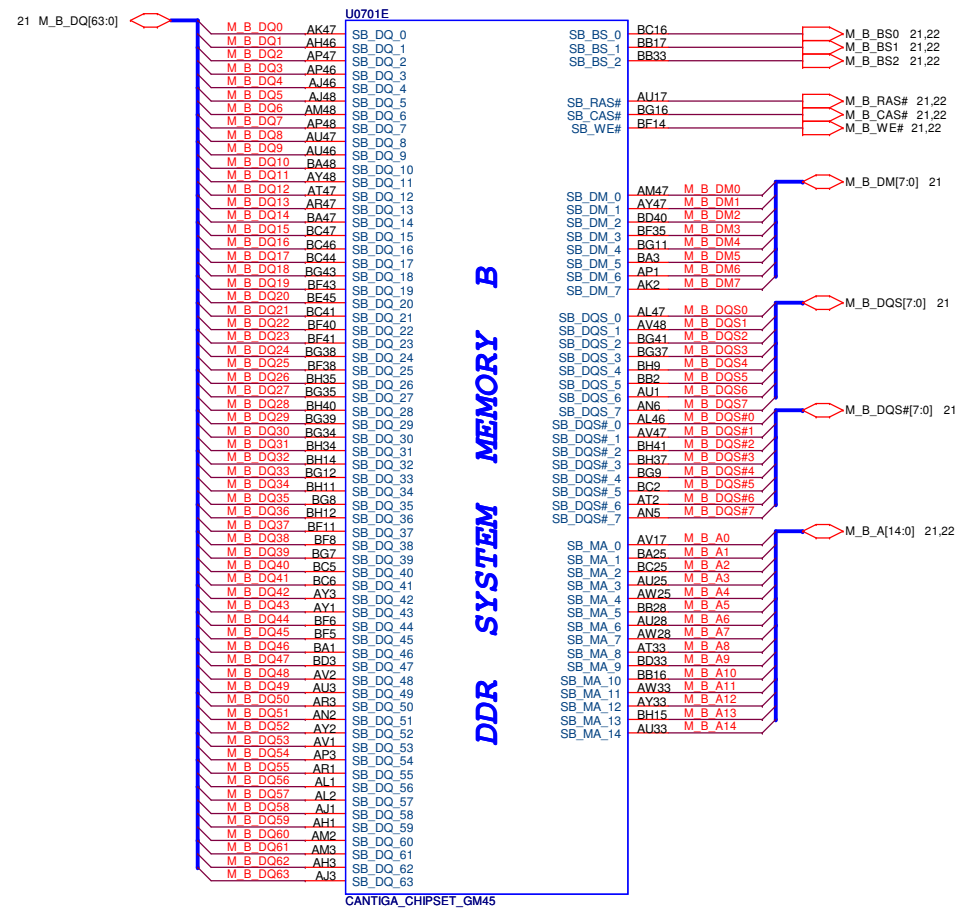 U0701E
21 M_B_DQ[63:0]
M_B_DQ0 AK47 SB_DQ_0
M_B_DQ1 AH46 SB_DQ_1
M_B_DQ2 AP47 SB_DQ_2
M_B_DQ3 AP46 SB_DQ_3
M_B_DQ4 AJ46 SB_DQ_4
M_B_DQ5 AJ48 SB_DQ_5
M_B_DQ6 AM48 SB_DQ_6
M_B_DQ7 AP48 SB_DQ_7
M_B_DQ8 AU47 SB_DQ_8
M_B_DQ9 AU46 SB_DQ_9
M_B_DQ10 BA48 SB_DQ_10
M_B_DQ11 AY48 SB_DQ_11
M_B_DQ12 AT47 SB_DQ_12
M_B_DQ13 AR47 SB_DQ_13
M_B_DQ14 BA47 SB_DQ_14
M_B_DQ15 BC47 SB_DQ_15
M_B_DQ16 BC46 SB_DQ_16
M_B_DQ17 BC44 SB_DQ_17
M_B_DQ18 BG43 SB_DQ_18
M_B_DQ19 BF43 SB_DQ_19
M_B_DQ20 BE45 SB_DQ_20
M_B_DQ21 BC41 SB_DQ_21
M_B_DQ22 BF40 SB_DQ_22
M_B_DQ23 BF41 SB_DQ_23
M_B_DQ24 BG38 SB_DQ_24
M_B_DQ25 BF38 SB_DQ_25
M_B_DQ26 BH35 SB_DQ_26
M_B_DQ27 BG35 SB_DQ_27
M_B_DQ28 BH40 SB_DQ_28
M_B_DQ29 BG39 SB_DQ_29
M_B_DQ30 BG34 SB_DQ_30
M_B_DQ31 BH34 SB_DQ_31
M_B_DQ32 BH14 SB_DQ_32
M_B_DQ33 BG12 SB_DQ_33
M_B_DQ34 BH11 SB_DQ_34
M_B_DQ35 BG8 SB_DQ_35
M_B_DQ36 BH12 SB_DQ_36
M_B_DQ37 BF11 SB_DQ_37
M_B_DQ38 BF8 SB_DQ_38
M_B_DQ39 BG7 SB_DQ_39
M_B_DQ40 BC5 SB_DQ_40
M_B_DQ41 BC6 SB_DQ_41
M_B_DQ42 AY3 SB_DQ_42
M_B_DQ43 AY1 SB_DQ_43
M_B_DQ44 BF6 SB_DQ_44
M_B_DQ45 BF5 SB_DQ_45
M_B_DQ46 BA1 SB_DQ_46
M_B_DQ47 BD3 SB_DQ_47
M_B_DQ48 AV2 SB_DQ_48
M_B_DQ49 AU3 SB_DQ_49
M_B_DQ50 AR3 SB_DQ_50
M_B_DQ51 AN2 SB_DQ_51
M_B_DQ52 AY2 SB_DQ_52
M_B_DQ53 AV1 SB_DQ_53
M_B_DQ54 AP3 SB_DQ_54
M_B_DQ55 AR1 SB_DQ_55
M_B_DQ56 AL1 SB_DQ_56
M_B_DQ57 AL2 SB_DQ_57
M_B_DQ58 AJ1 SB_DQ_58
M_B_DQ59 AH1 SB_DQ_59
M_B_DQ60 AM2 SB_DQ_60
M_B_DQ61 AM3 SB_DQ_61
M_B_DQ62 AH3 SB_DQ_62
M_B_DQ63 AJ3 SB_DQ_63
DDR SYSTEM MEMORY B
SB_BS_0 BC16 M_B_BS0 21,22
SB_BS_1 BB17 M_B_BS1 21,22
SB_BS_2 BB33 M_B_BS2 21,22
SB_RAS# AU17 M_B_RAS# 21,22
SB_CAS# BG16 M_B_CAS# 21,22
SB_WE# BF14 M_B_WE# 21,22
M_B_DM[7:0] 21
SB_DM_0 AM47 M_B_DM0
SB_DM_1 AY47 M_B_DM1
SB_DM_2 BD40 M_B_DM2
SB_DM_3 BF35 M_B_DM3
SB_DM_4 BG11 M_B_DM4
SB_DM_5 BA3 M_B_DM5
SB_DM_6 AP1 M_B_DM6
SB_DM_7 AK2 M_B_DM7
M_B_DQS[7:0] 21
SB_DQS_0 AL47 M_B_DQS0
SB_DQS_1 AV48 M_B_DQS1
SB_DQS_2 BG41 M_B_DQS2
SB_DQS_3 BG37 M_B_DQS3
SB_DQS_4 BH9 M_B_DQS4
SB_DQS_5 BB2 M_B_DQS5
SB_DQS_6 AU1 M_B_DQS6
SB_DQS_7 AN6 M_B_DQS7
M_B_DQS#[7:0] 21
SB_DQS#_0 AL46 M_B_DQS#0
SB_DQS#_1 AV47 M_B_DQS#1
SB_DQS#_2 BH41 M_B_DQS#2
SB_DQS#_3 BH37 M_B_DQS#3
SB_DQS#_4 BG9 M_B_DQS#4
SB_DQS#_5 BC2 M_B_DQS#5
SB_DQS#_6 AT2 M_B_DQS#6
SB_DQS#_7 AN5 M_B_DQS#7
M_B_A[14:0] 21,22
SB_MA_0 AV17 M_B_A0
SB_MA_1 BA25 M_B_A1
SB_MA_2 BC25 M_B_A2
SB_MA_3 AU25 M_B_A3
SB_MA_4 AW25 M_B_A4
SB_MA_5 BB28 M_B_A5
SB_MA_6 AU28 M_B_A6
SB_MA_7 AW28 M_B_A7
SB_MA_8 AT33 M_B_A8
SB_MA_9 BD33 M_B_A9
SB_MA_10 BB16 M_B_A10
SB_MA_11 AW33 M_B_A11
SB_MA_12 AY33 M_B_A12
SB_MA_13 BH15 M_B_A13
SB_MA_14 AU33 M_B_A14
CANTIGA_CHIPSET_GM45